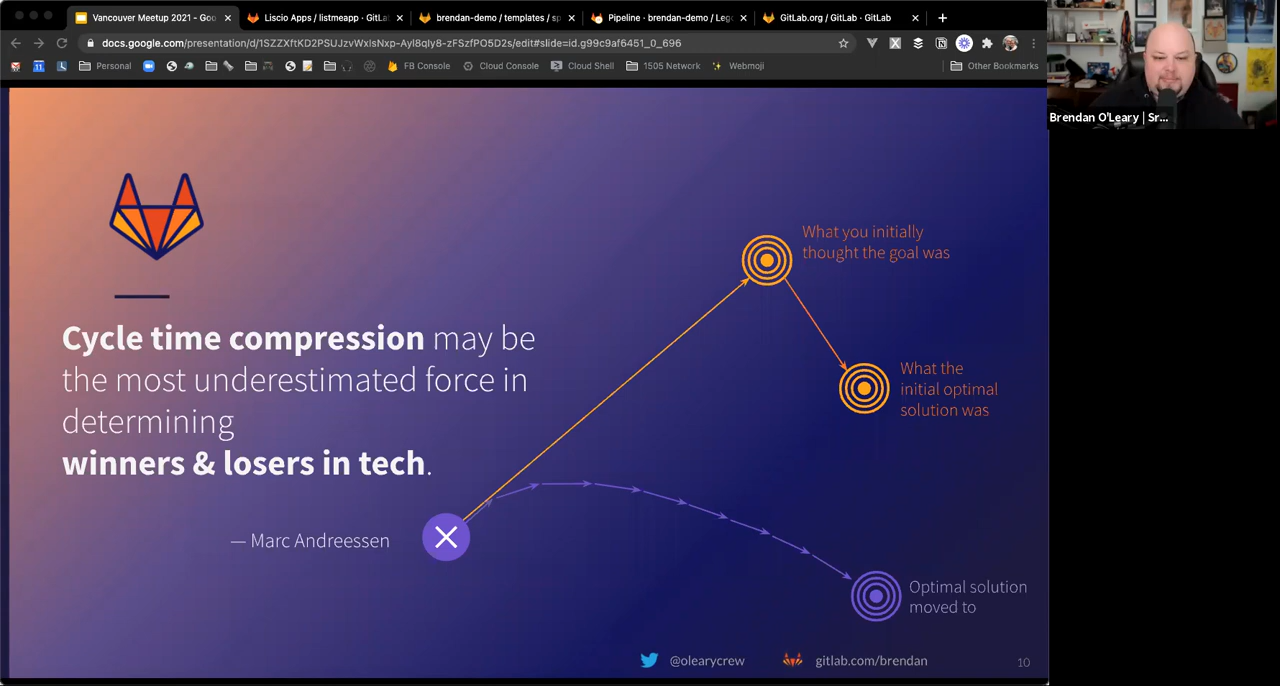 Vancouver Meetup 2021 - Goo
Liscio Apps / listmeapp · GitLa
brendan-demo / templates / sp
Pipeline · brendan-demo / Lego
GitLab.org / GitLab · GitLab
docs.google.com/presentation/d/1SZZXftKD2PSUJzvWxIsNxp-AyI8qIy8-zFSzfPO5D2s/edit#slide=id.g99c9af6451_0_696
Personal
FB Console
Cloud Console
Cloud Shell
1505 Network
Webmoji
Other Bookmarks
Brendan O'Leary | Sr...
What you initially
thought the goal was
Cycle time compression may be
the most underestimated force in
determining
winners & losers in tech.
— Marc Andreessen
What the
initial optimal
solution was
Optimal solution
moved to
@olearycrew
gitlab.com/brendan
10